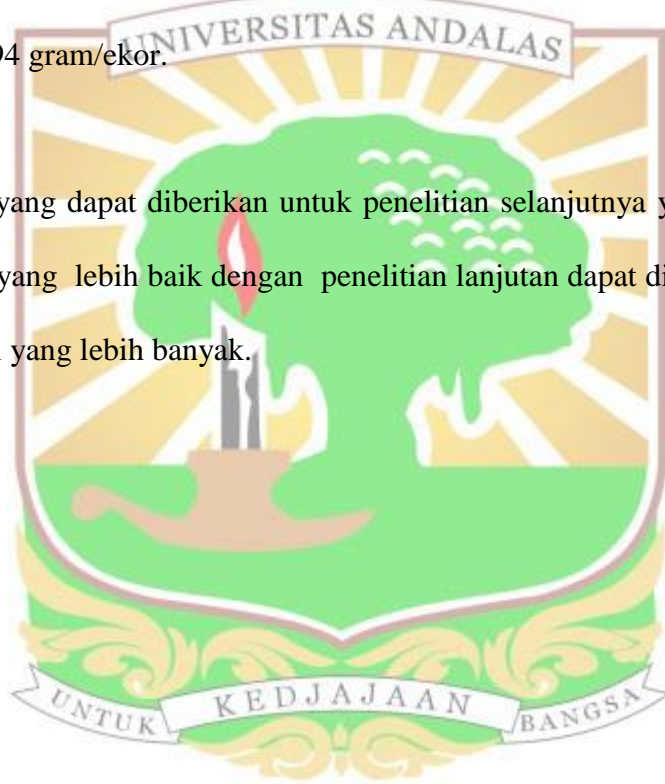 UNIVERSITAS ANDALAS
94 gram/ekor.
yang dapat diberikan untuk penelitian selanjutnya y
yang lebih baik dengan penelitian lanjutan dapat di
yang lebih banyak.
UNTUK KEDJAJAAN BANGSA